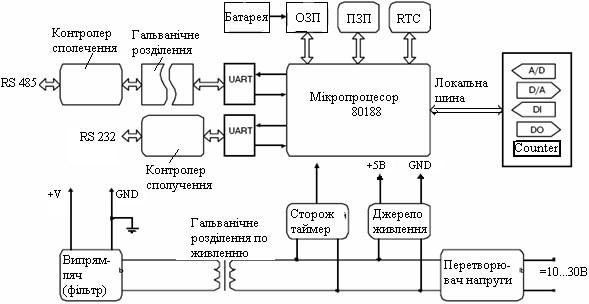 Батарея
ОЗП
ПЗП
RTC
Контролер
сполечення
Гальванічне
розділення
RS 485
UART
Мікропроцесор
80188
Локальна
шина
A/D
D/A
DI
DO
Counter
RS 232
UART
Контролер
сполучення
+5В
GND
+V
GND
Гальванічне
розділення по
живленню
Сторож
таймер
Джерело
живлення
Випрям-
ляч
(фільтр)
Перетворю-
вач напруги
=10...30В